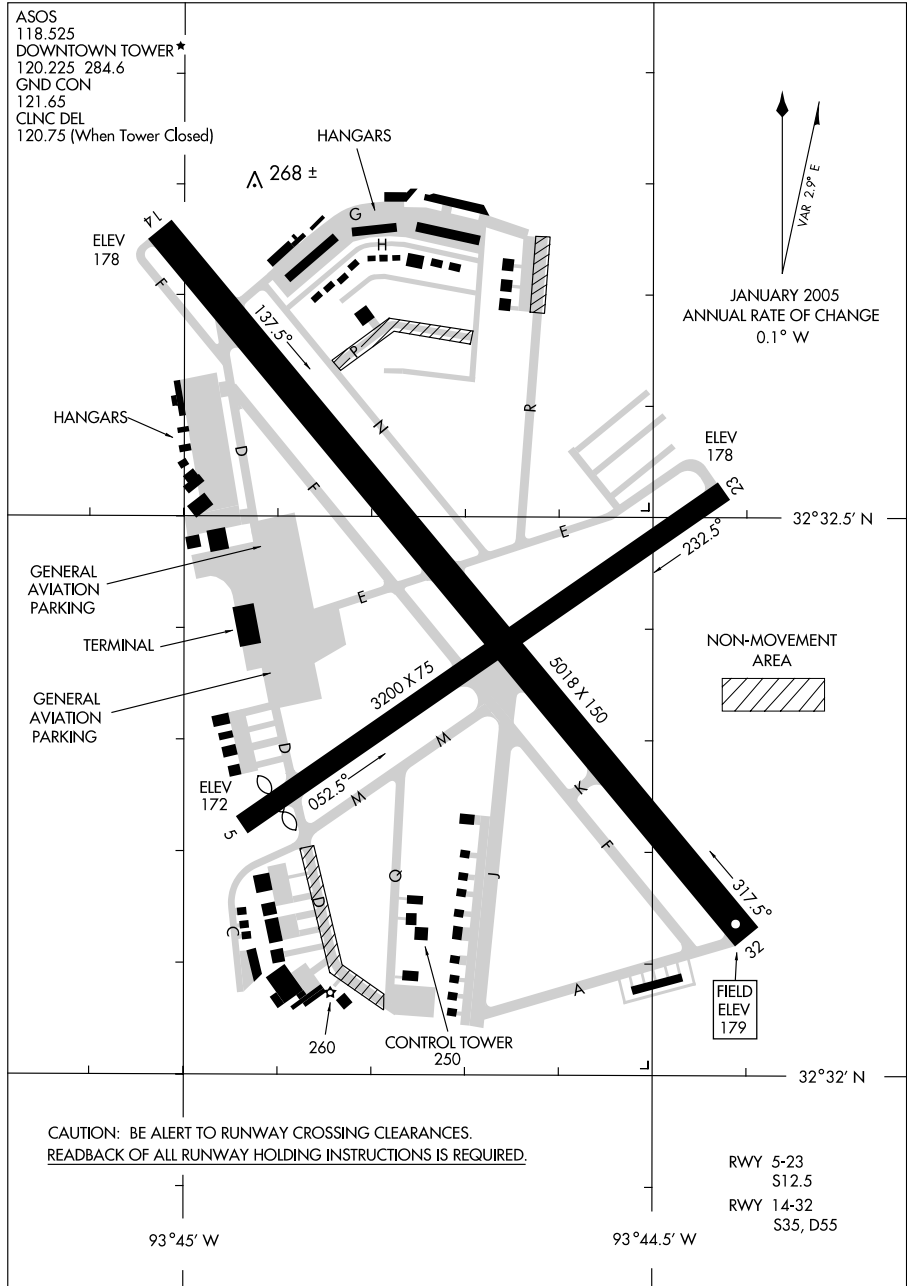 ASOS
118.525
DOWNTOWN TOWER★
120.225 284.6
GND CON
121.65
CLNC DEL
120.75 (When Tower Closed)
HANGARS
268 ±
VAR 2.9° E
JANUARY 2005
ANNUAL RATE OF CHANGE
0.1° W
14
ELEV
178
G
H
F
137.5°
P
N
R
HANGARS
D
F
ELEV
178
23
32°32.5' N
232.5°
E
E
GENERAL
AVIATION
PARKING
TERMINAL
GENERAL
AVIATION
PARKING
NON-MOVEMENT
AREA
3200 X 75
5018 X 150
D
M
M
K
F
ELEV
172
052.5°
5
C
D
Q
J
317.5°
32
A
FIELD
ELEV
179
260
CONTROL TOWER
250
32°32' N
CAUTION: BE ALERT TO RUNWAY CROSSING CLEARANCES.
READBACK OF ALL RUNWAY HOLDING INSTRUCTIONS IS REQUIRED.
RWY 5-23
S12.5
RWY 14-32
S35, D55
93°45' W
93°44.5' W